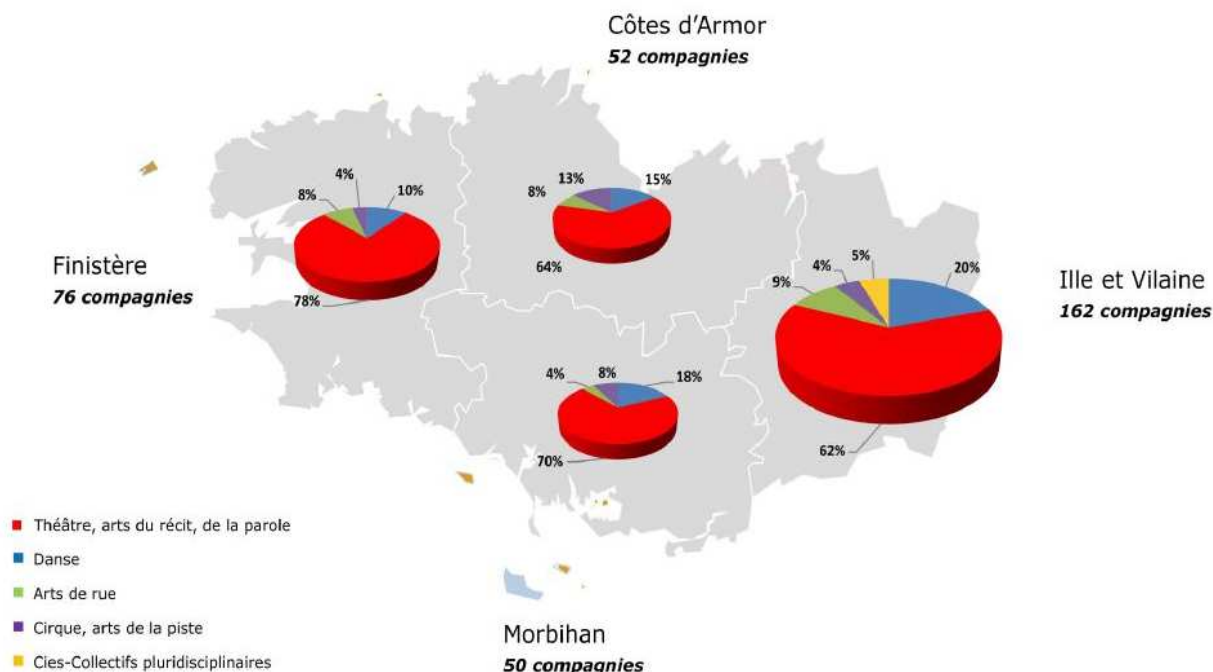 Côtes d'Armor
52 compagnies
13%
15%
8%
64%
4%
10%
8%
78%
Finistère
76 compagnies
5%
4%
20%
9%
62%
Ille et Vilaine
162 compagnies
4%
8%
18%
70%
Théâtre, arts du récit, de la parole
Danse
Arts de rue
Cirque, arts de la piste
Cies-Collectifs pluridisciplinaires
Morbihan
50 compagnies